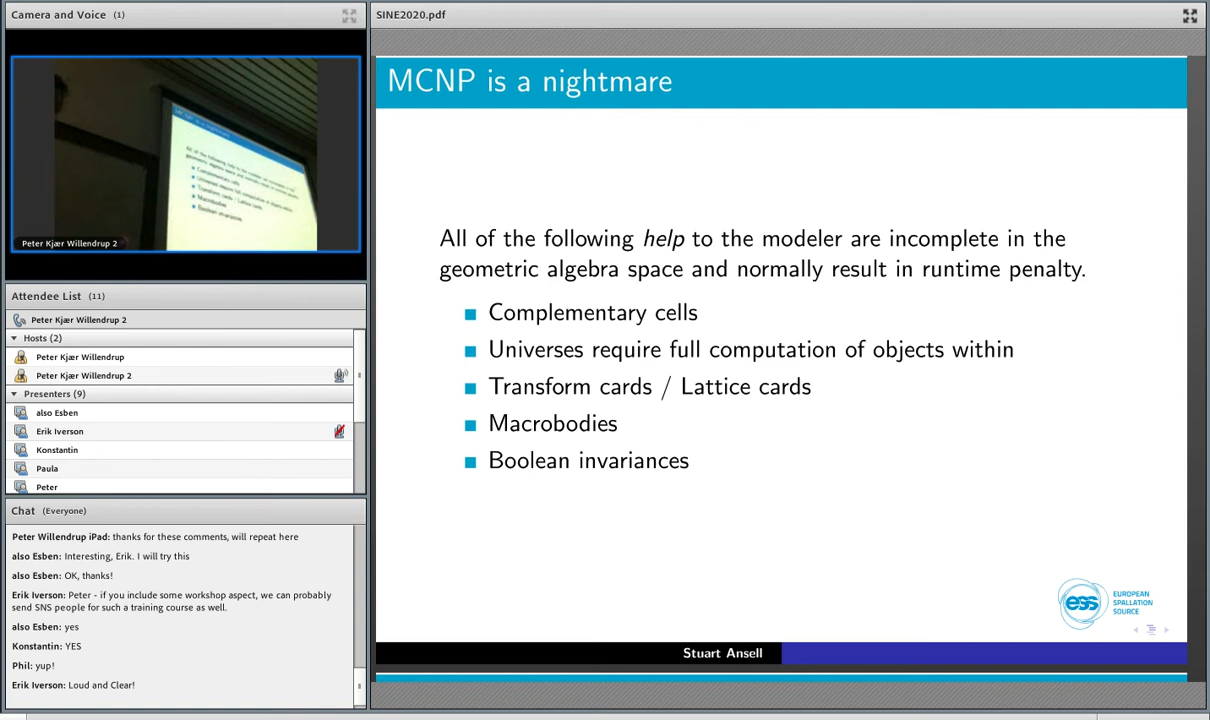 Camera and Voice (1)
Peter Kjær Willendrup 2
Attendee List (11)
Peter Kjær Willendrup 2
Hosts (2)
Peter Kjær Willendrup
Peter Kjær Willendrup 2
Presenters (9)
also Esben
Erik Iverson
Konstantin
Paula
Peter
Chat (Everyone)
Peter Willendrup iPad: thanks for these comments, will repeat here
also Esben: Interesting, Erik. I will try this
also Esben: OK, thanks!
Erik Iverson: Peter - if you include some workshop aspect, we can probably
send SNS people for such a training course as well.
also Esben: yes
Konstantin: YES
Phil: yup!
Erik Iverson: Loud and Clear!
SINE2020.pdf
MCNP is a nightmare
All of the following help to the modeler are incomplete in the
geometric algebra space and normally result in runtime penalty.
Complementary cells
Universes require full computation of objects within
Transform cards / Lattice cards
Macrobodies
Boolean invariances
ess
EUROPEAN
SPALLATION
SOURCE
Stuart Ansell